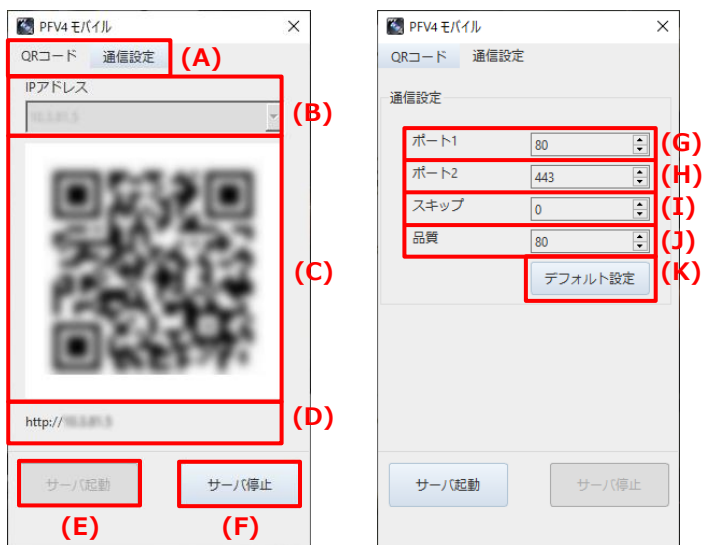 PFV4 モバイル
QRコード 通信設定
(A)
IPアドレス
(B)
(C)
http://
(D)
サーバ起動 サーバ停止
(E) (F)
PFV4 モバイル
QRコード 通信設定
通信設定
ポート1 80 (G)
ポート2 443 (H)
スキップ 0 (I)
品質 80 (J)
デフォルト設定 (K)
サーバ起動 サーバ停止